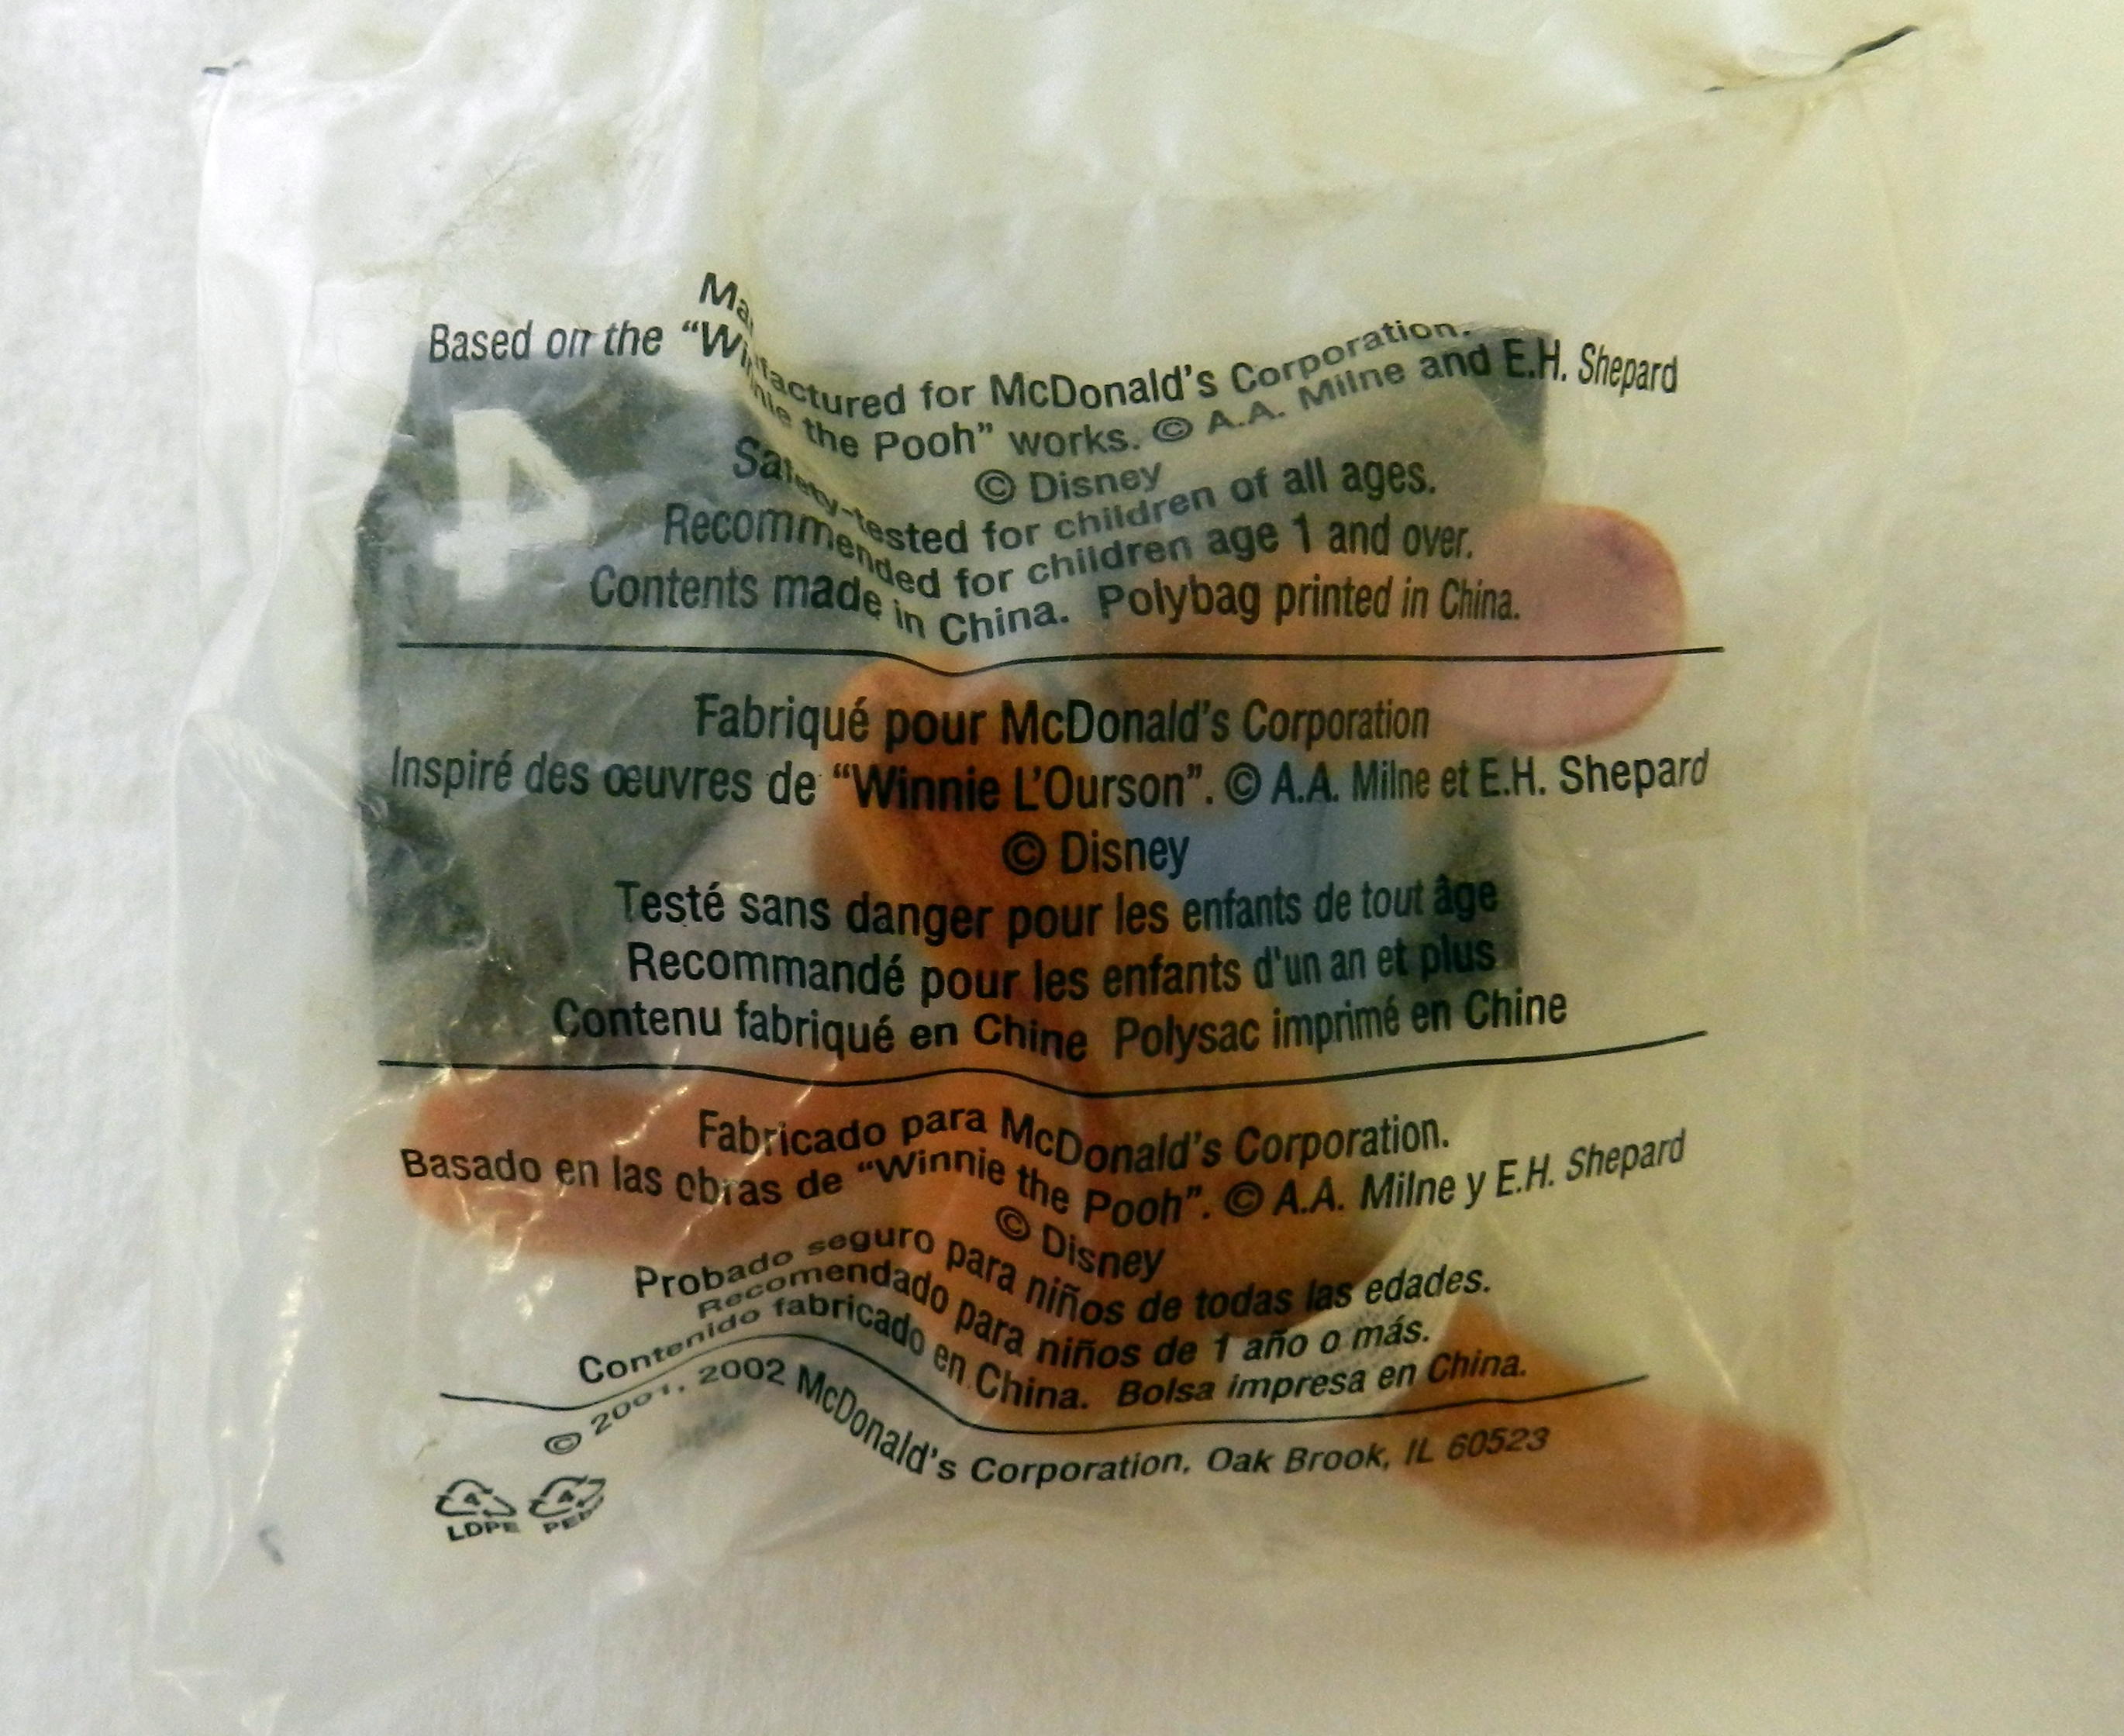 Manufactured for McDonald's Corporation.
Based on the “Winnie the Pooh” works. © A.A. Milne and E.H. Shepard
© Disney
Safety-tested for children of all ages.
Recommended for children age 1 and over.
Contents made in China. Polybag printed in China.
4
Fabriqué pour McDonald's Corporation
Inspiré des œuvres de “Winnie L'Ourson”. © A.A. Milne et E.H. Shepard
© Disney
Testé sans danger pour les enfants de tout âge
Recommandé pour les enfants d'un an et plus
Contenu fabriqué en Chine Polysac imprimé en Chine
Fabricado para McDonald's Corporation.
Basado en las obras de “Winnie the Pooh”. © A.A. Milne y E.H. Shepard
© Disney
Probado seguro para niños de todas las edades.
Recomendado para niños de 1 año o más.
Contenido fabricado en China. Bolsa impresa en China.
© 2001, 2002 McDonald's Corporation, Oak Brook, IL 60523
4 4
LDPE